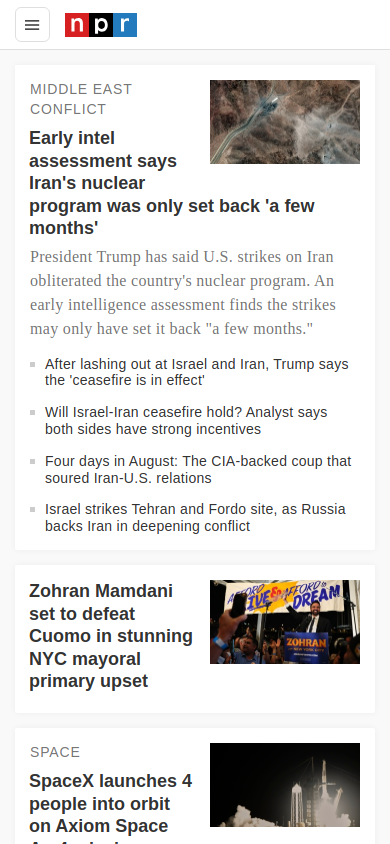 npr
MIDDLE EAST
CONFLICT
Early intel
assessment says
Iran's nuclear
program was only set back 'a few
months'
President Trump has said U.S. strikes on Iran
obliterated the country's nuclear program. An
early intelligence assessment finds the strikes
may only have set it back "a few months."
After lashing out at Israel and Iran, Trump says
the 'ceasefire is in effect'
Will Israel-Iran ceasefire hold? Analyst says
both sides have strong incentives
Four days in August: The CIA-backed coup that
soured Iran-U.S. relations
Israel strikes Tehran and Fordo site, as Russia
backs Iran in deepening conflict
Zohran Mamdani
set to defeat
Cuomo in stunning
NYC mayoral
primary upset
AFFORD
LIVE &
AFFORD to
DREAM
ZOHRAN
SPACE
SpaceX launches 4
people into orbit
on Axiom Space